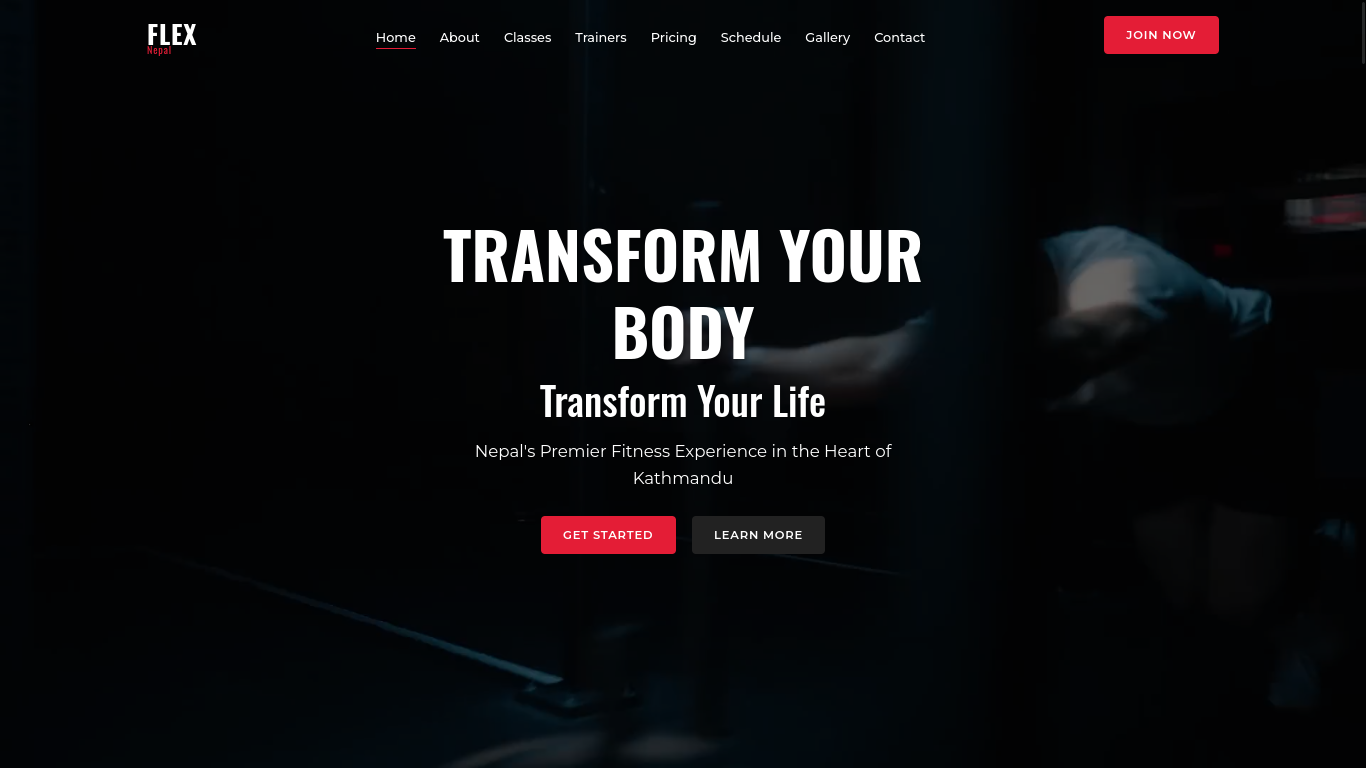 FLEX
Nepal
Home
About
Classes
Trainers
Pricing
Schedule
Gallery
Contact
JOIN NOW
TRANSFORM YOUR
BODY
Transform Your Life
Nepal's Premier Fitness Experience in the Heart of
Kathmandu
GET STARTED
LEARN MORE